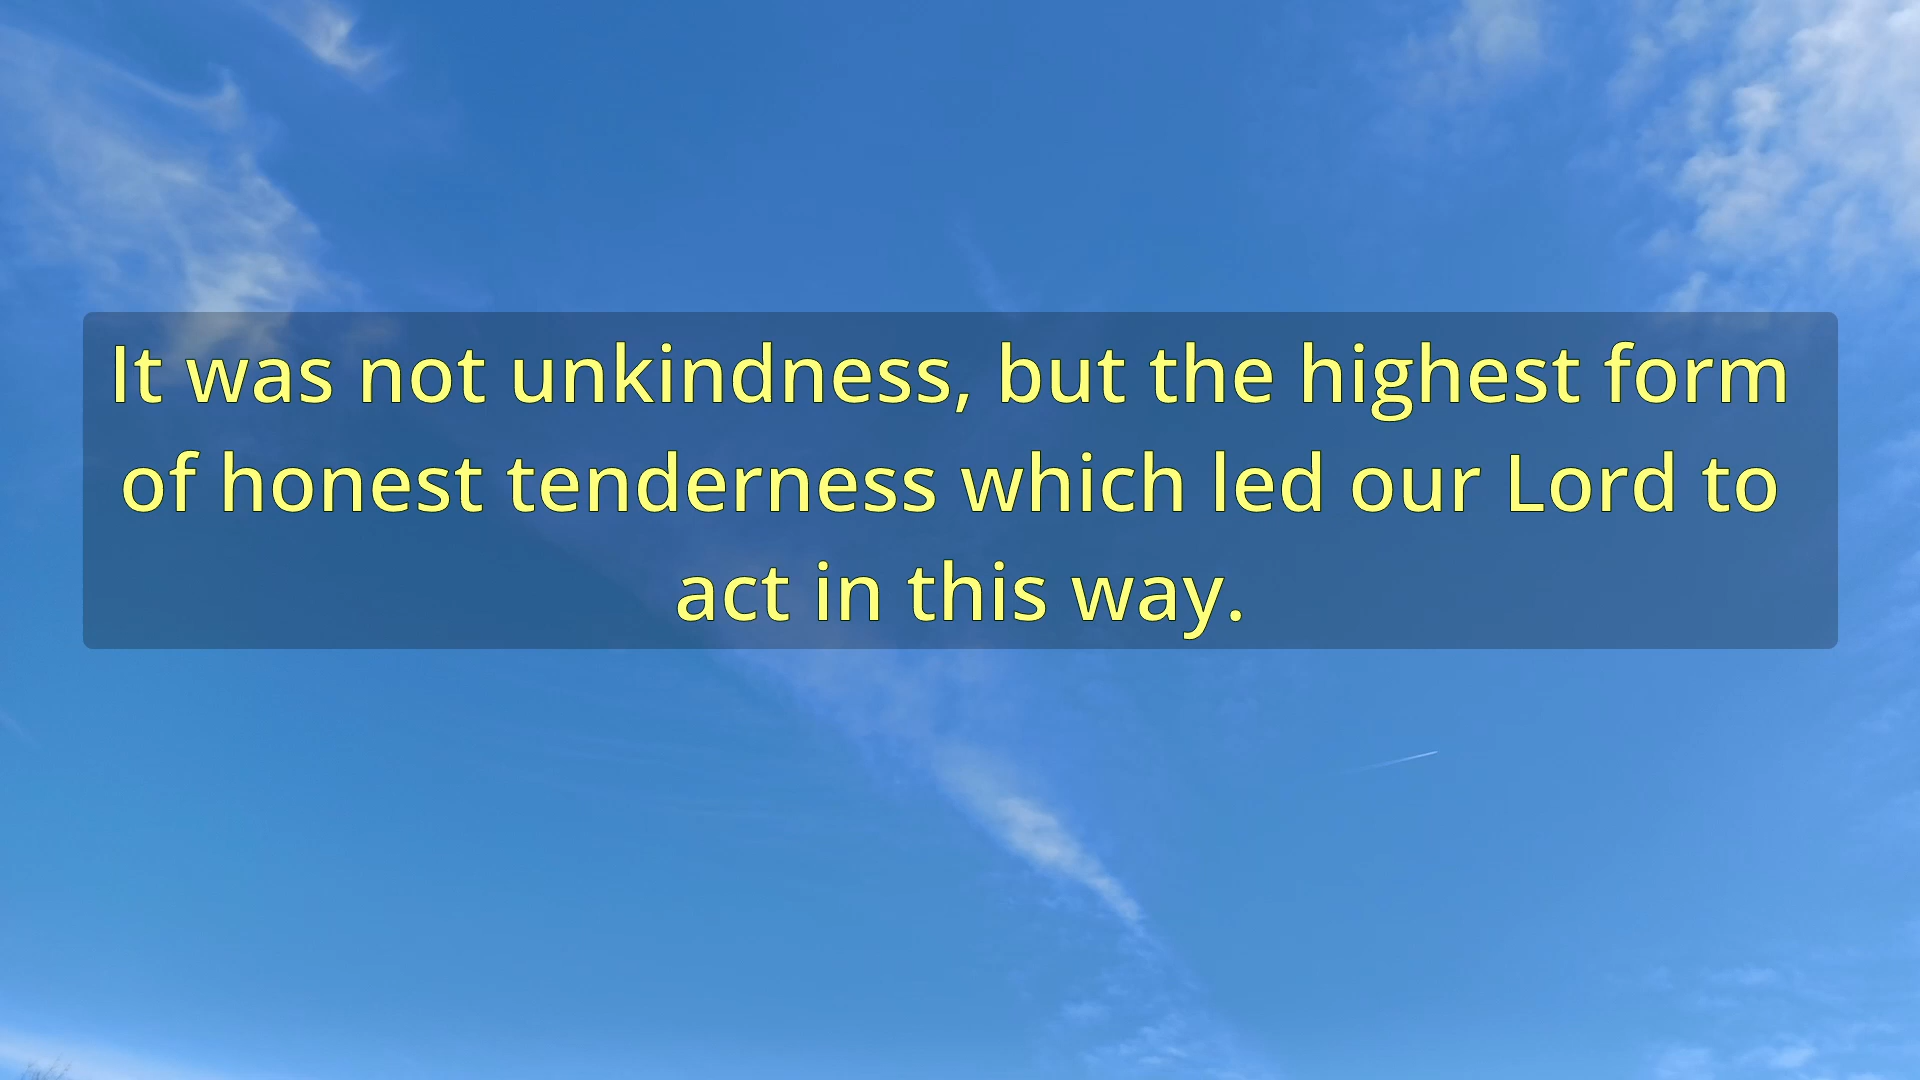 It was not unkindness, but the highest form
of honest tenderness which led our Lord to
act in this way.